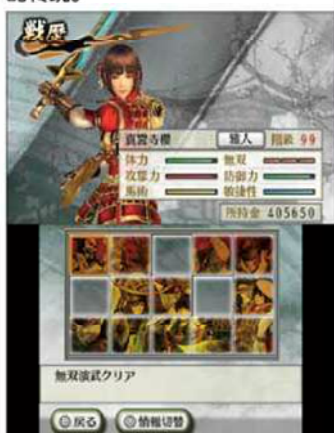 戦歴
真宮寺櫻 雅人 階級 99
体力 無双
攻撃力 防御力
馬術 敏捷性
所持金 405650
無双演武クリア
戻る 情報切替